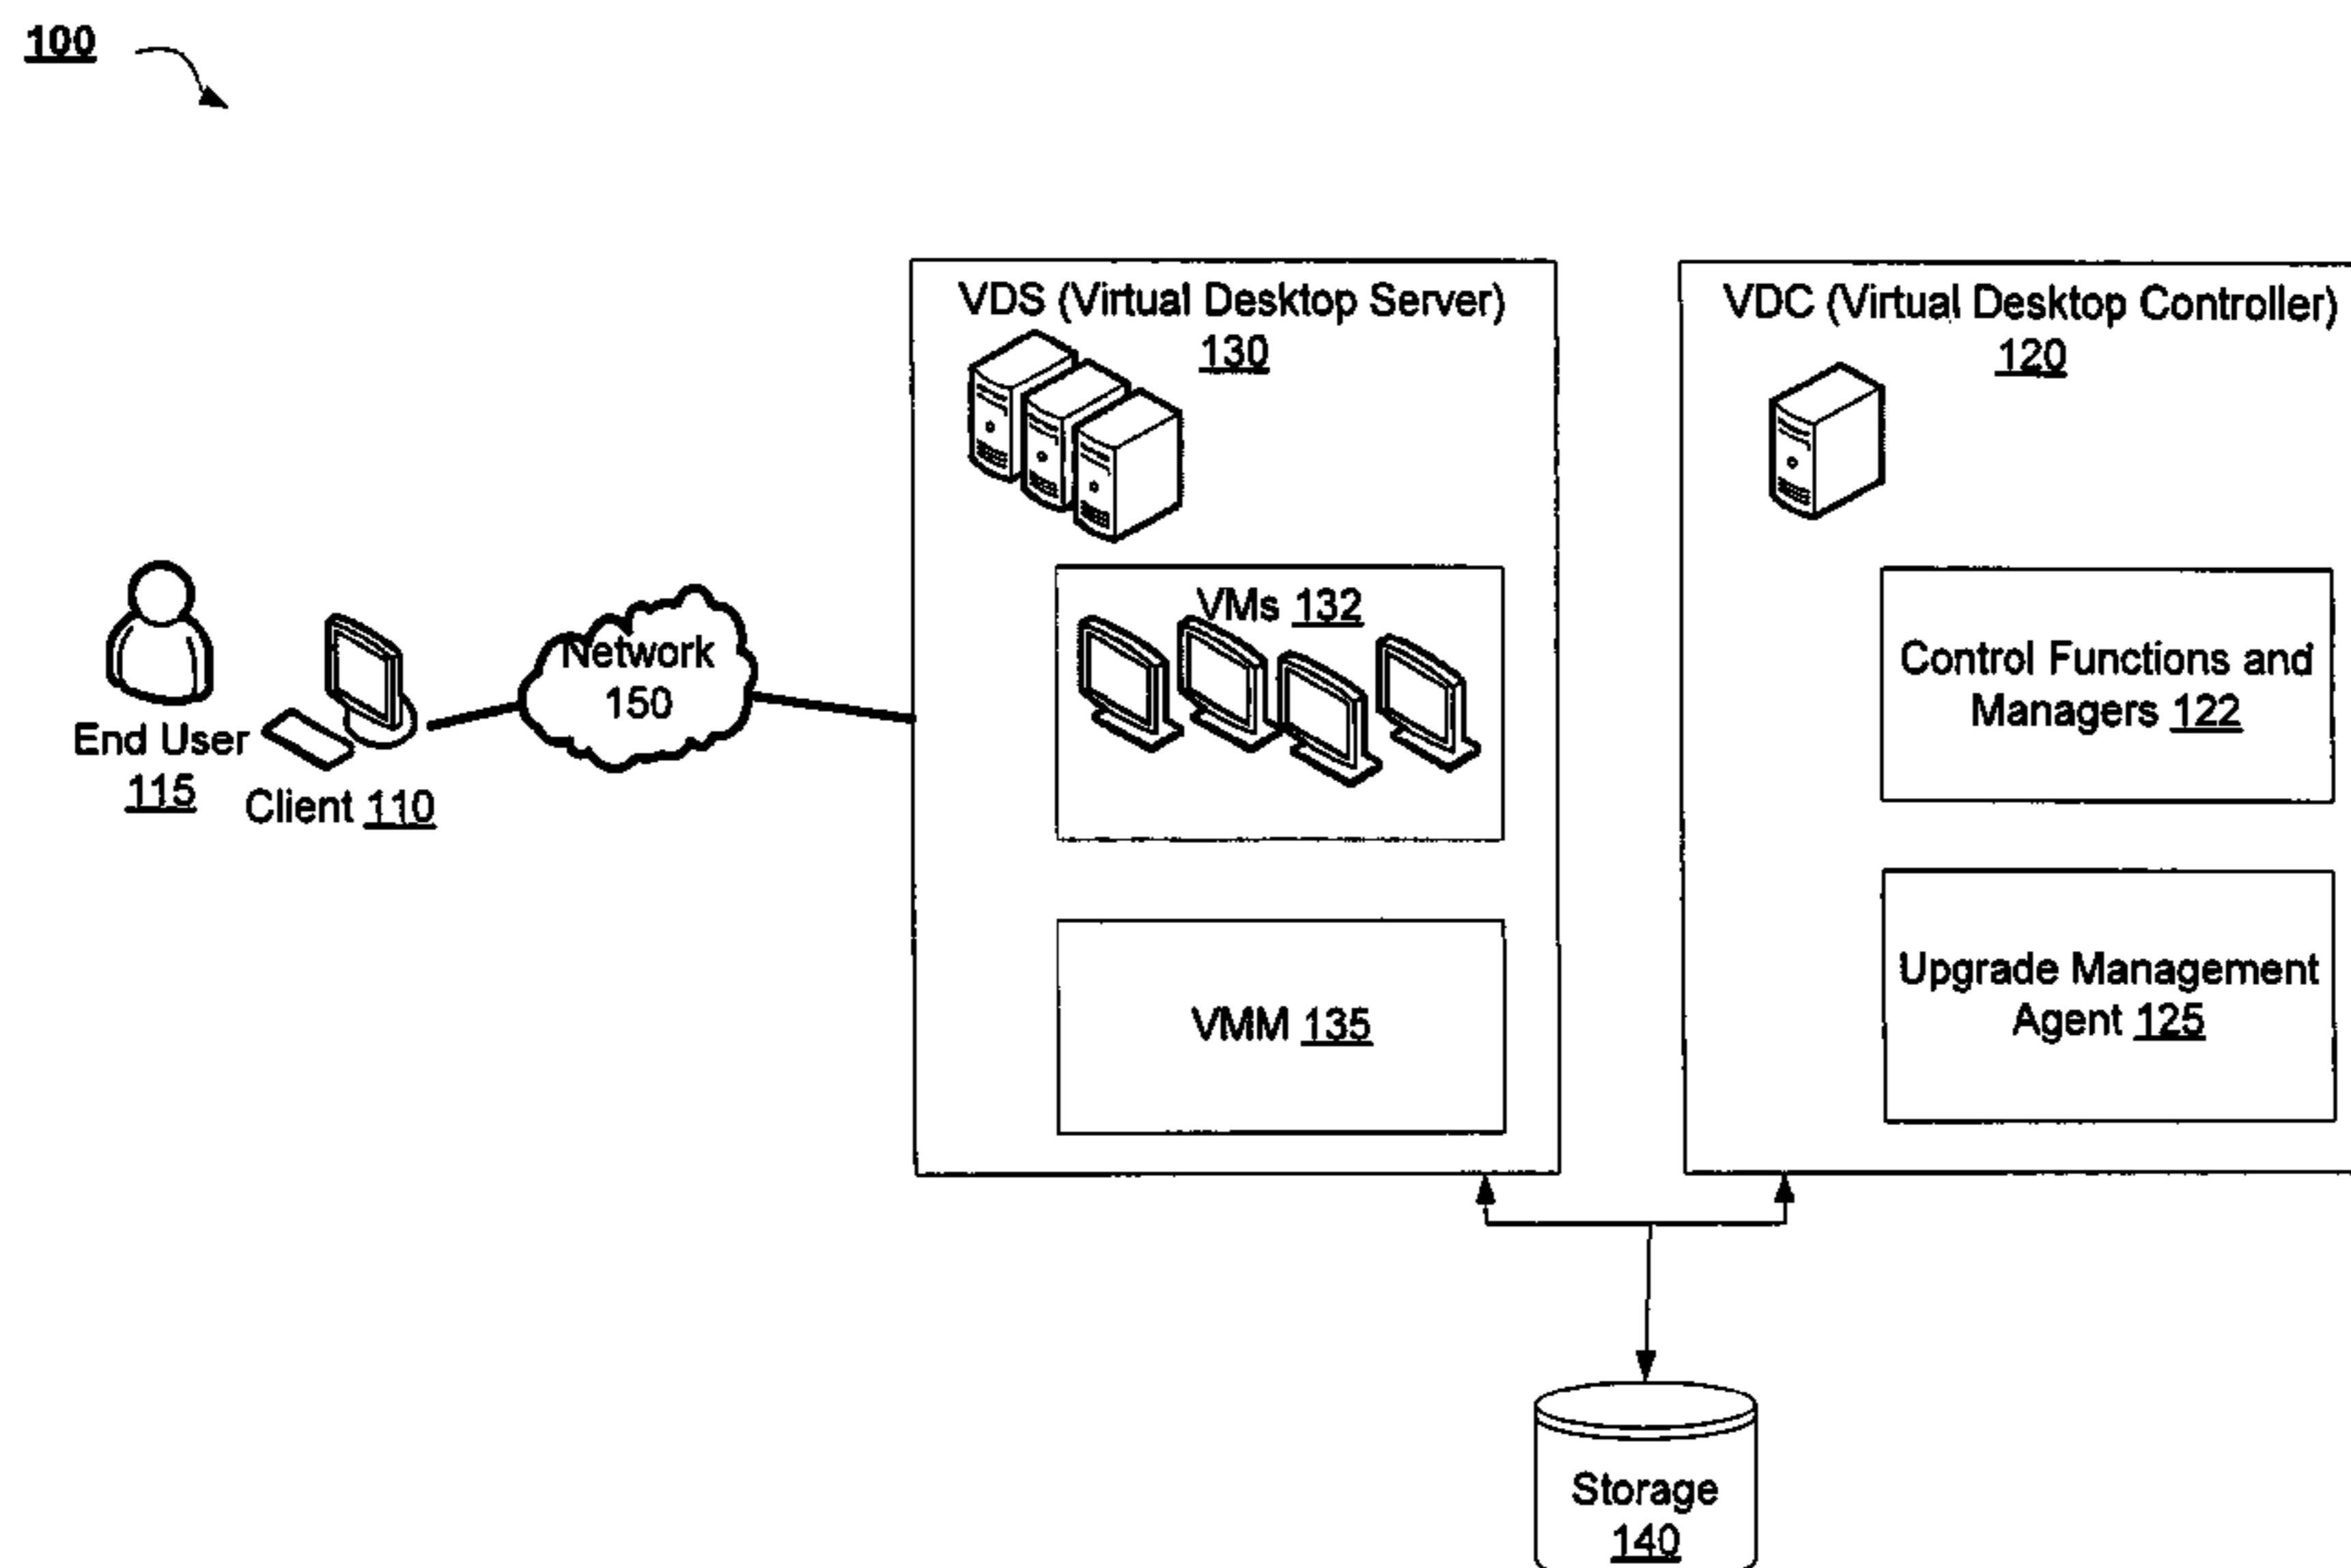 100
VDS (Virtual Desktop Server)
130
VDC (Virtual Desktop Controller)
120
VMs 132
Network
150
Control Functions and
Managers 122
End User
115
Client 110
Upgrade Management
Agent 125
VMM 135
Storage
140